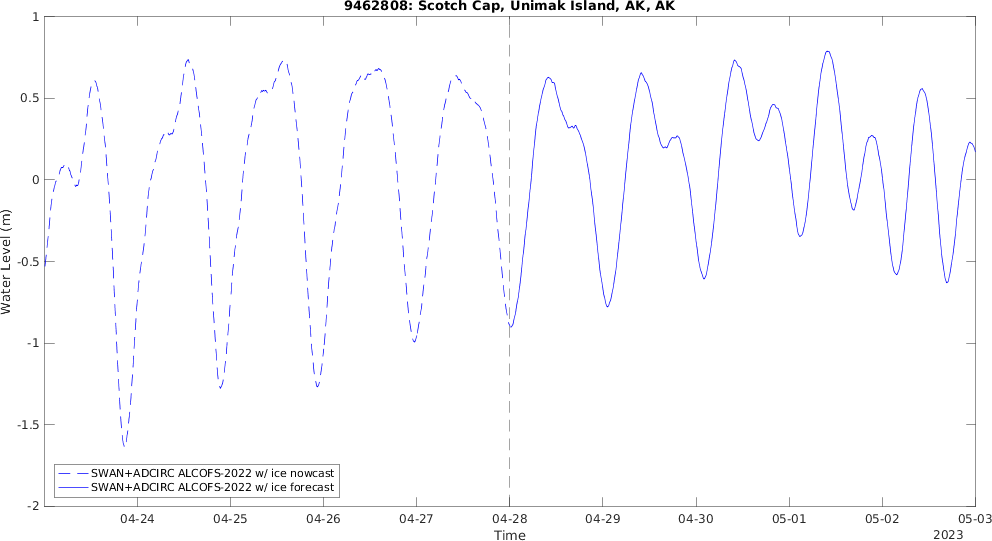 9462808: Scotch Cap, Unimak Island, AK, AK
1
0.5
0
-0.5
-1
-1.5
-2
Water Level (m)
SWAN+ADCIRC ALCOFS-2022 w/ ice nowcast
SWAN+ADCIRC ALCOFS-2022 w/ ice forecast
04-24 04-25 04-26 04-27 04-28 04-29 04-30 05-01 05-02 05-03
Time
2023